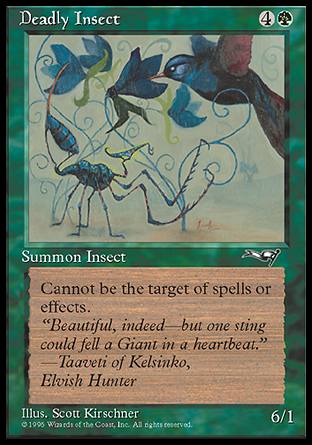 Deadly Insect 4
Summon Insect
Cannot be the target of spells or
effects.
“Beautiful, indeed—but one sting
could fell a Giant in a heartbeat.”
—Taaveti of Kelsinko,
Elvish Hunter
Illus. Scott Kirschner
© 1996 Wizards of the Coast, Inc. All rights reserved.
6/1